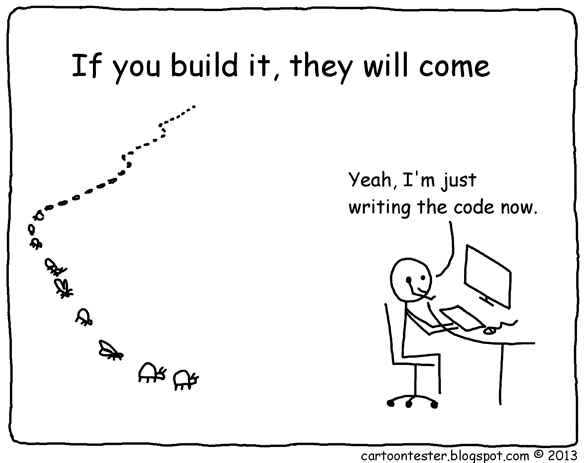 If you build it, they will come
Yeah, I'm just
writing the code now.
cartoontester.blogspot.com © 2013